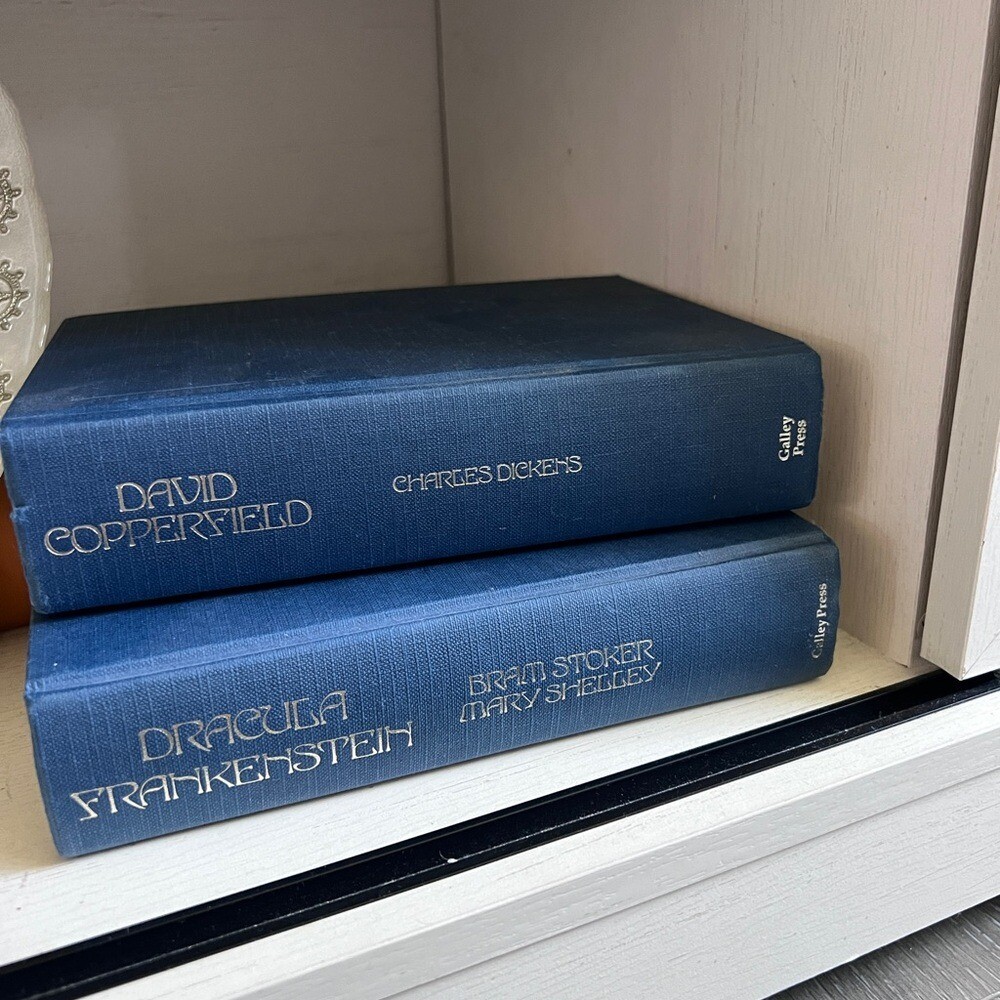 DAVID
COPPERFIELD
CHARLES DICKENS
Galley
Press
DRACULA
FRANKENSTEIN
BRAM STOKER
MARY SHELLEY
Galley Press